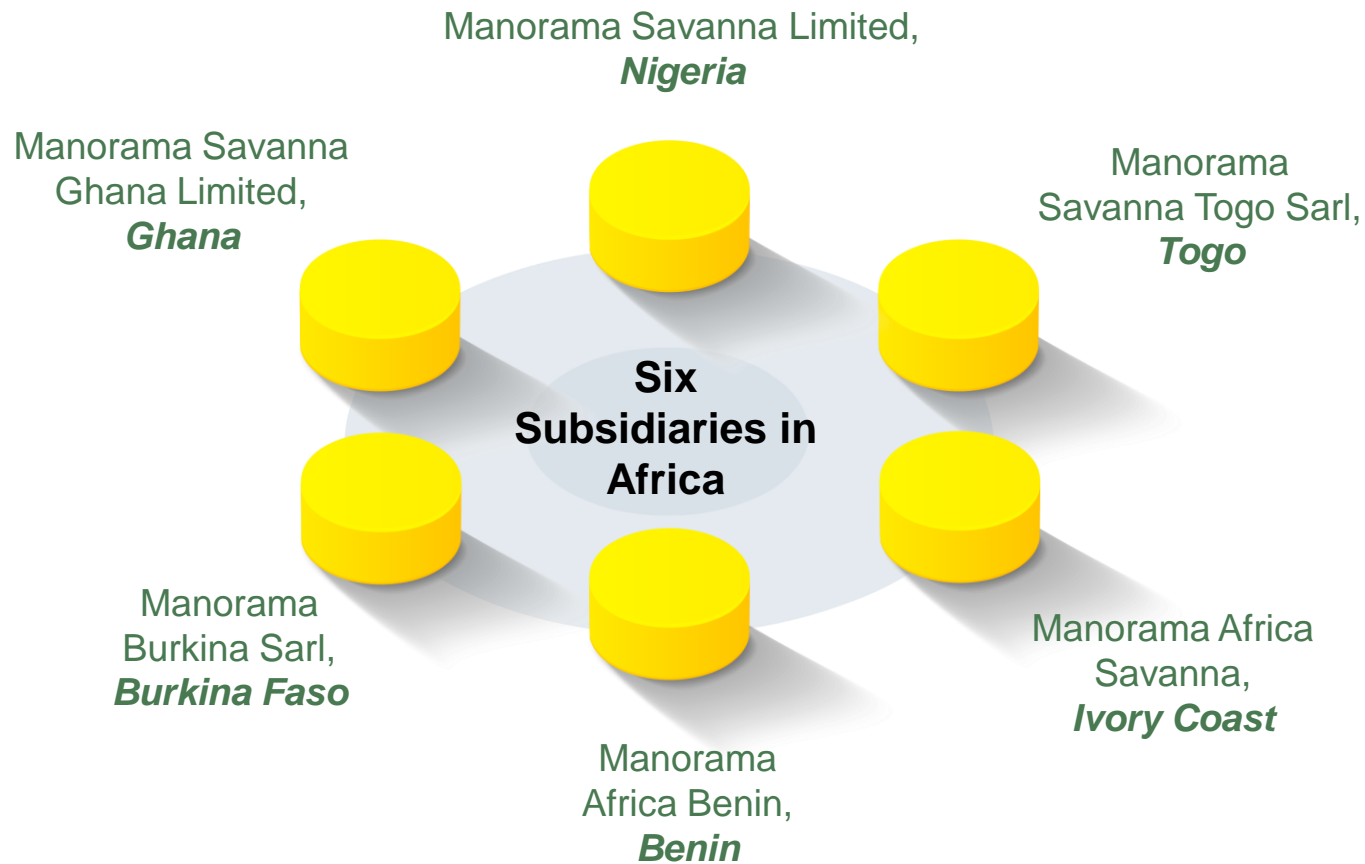 Manorama Savanna Limited,
Nigeria
Manorama Savanna
Ghana Limited,
Ghana
Manorama
Savanna Togo Sarl,
Togo
Six
Subsidiaries in
Africa
Manorama
Burkina Sarl,
Burkina Faso
Manorama Africa
Savanna,
Ivory Coast
Manorama
Africa Benin,
Benin